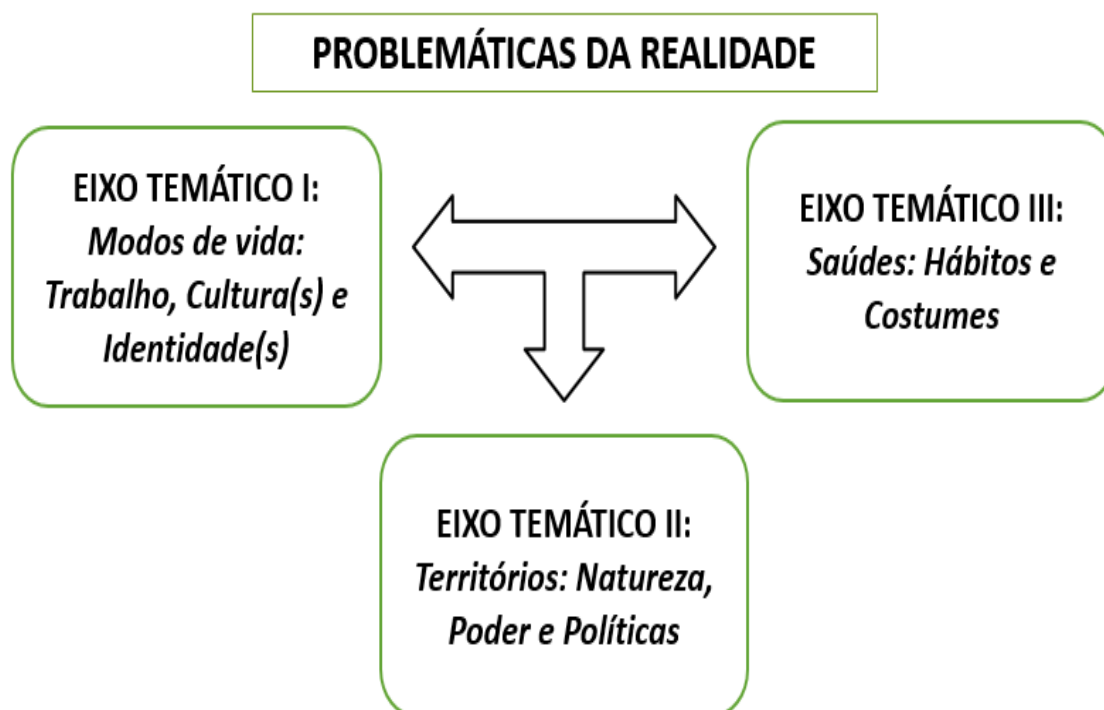 PROBLEMÁTICAS DA REALIDADE
EIXO TEMÁTICO I:
Modos de vida:
Trabalho, Cultura(s) e
Identidade(s)
EIXO TEMÁTICO III:
Saúdes: Hábitos e
Costumes
EIXO TEMÁTICO II:
Territórios: Natureza,
Poder e Políticas